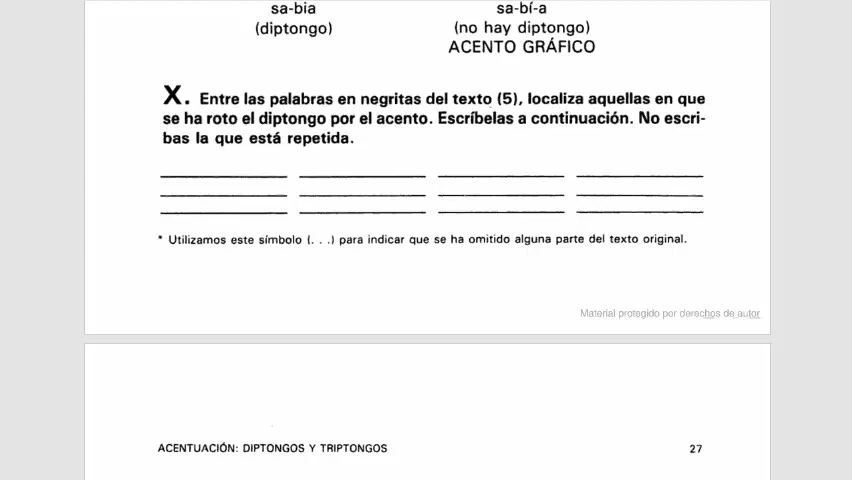 sa-bia sa-bí-a
(diptongo) (no hay diptongo)
ACENTO GRÁFICO
X. Entre las palabras en negritas del texto (5), localiza aquellas en que
se ha roto el diptongo por el acento. Escríbelas a continuación. No escri-
bas la que está repetida.
* Utilizamos este símbolo (. . .) para indicar que se ha omitido alguna parte del texto original.
Material protegido por derechos de autor
ACENTUACIÓN: DIPTONGOS Y TRIPTONGOS 27